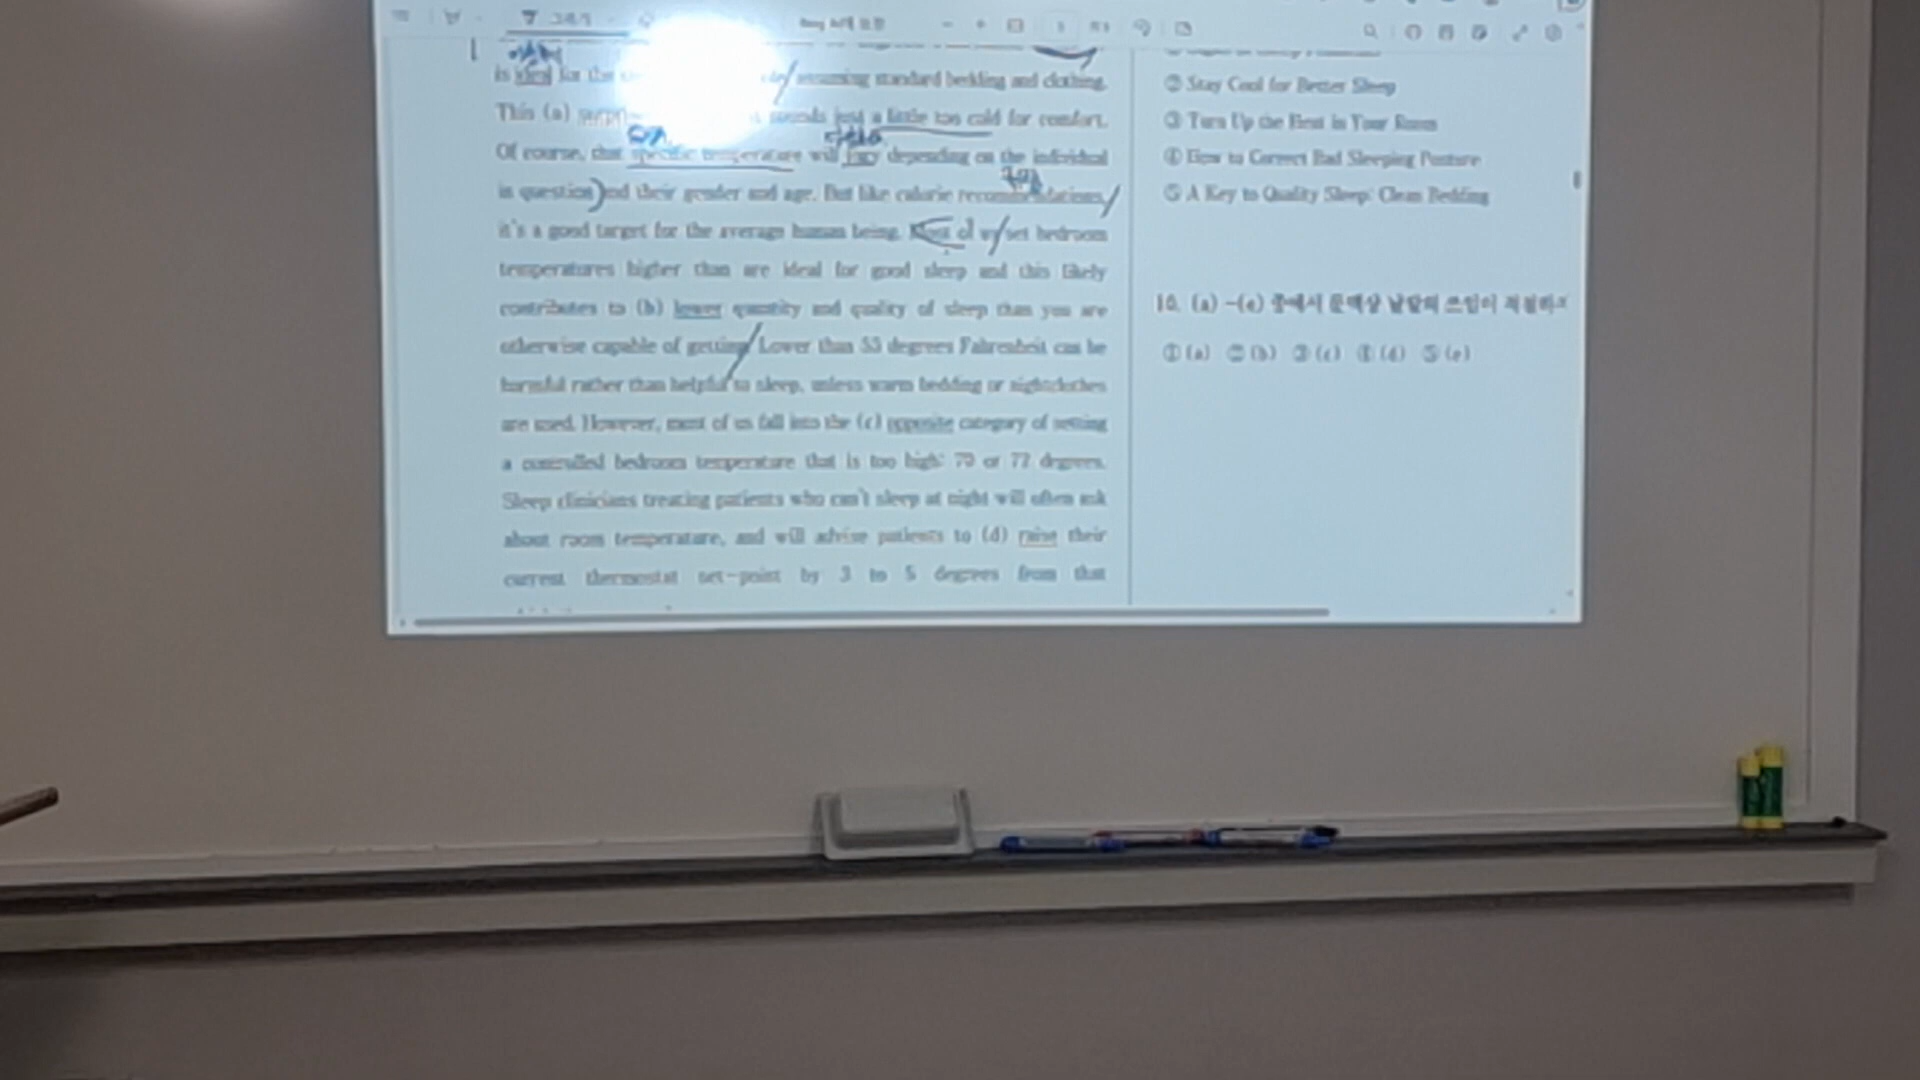 is ideal for the assuming standard bedding and clothing.
This (a) sounds just a little too cold for comfort.
Of course, that specific temperature will vary depending on the individual
in question and their gender and age. But like calorie recommendations,
it's a good target for the average human being. Most of us set bedroom
temperatures higher than are ideal for good sleep and this likely
contributes to (b) lower quantity and quality of sleep than you are
otherwise capable of getting. Lower than 55 degrees Fahrenheit can be
harmful rather than helpful to sleep, unless warm bedding or nightclothes
are used. However, most of us fall into the (c) opposite category of setting
a controlled bedroom temperature that is too high: 70 or 72 degrees.
Sleep clinicians treating patients who can't sleep at night will often ask
about room temperature, and will advise patients to (d) raise their
current thermostat set-point by 3 to 5 degrees from that
② Stay Cool for Better Sleep
③ Turn Up the Heat in Your Room
④ How to Correct Bad Sleeping Posture
⑤ A Key to Quality Sleep: Clean Bedding
10. (a)~(e) 중에서 문맥상 낱말의 쓰임이 적절하지
① (a) ② (b) ③ (c) ④ (d) ⑤ (e)